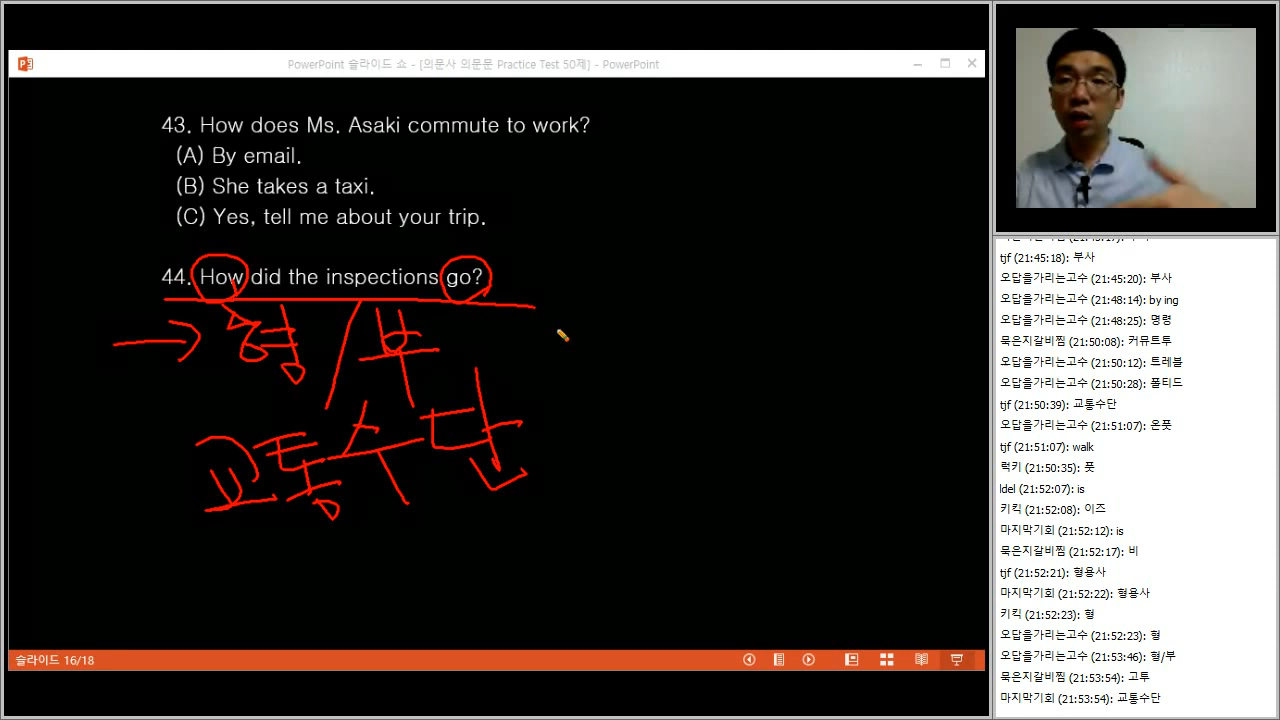 PowerPoint 슬라이드 쇼 - [의문사 의문문 Practice Test 50제] - PowerPoint
43. How does Ms. Asaki commute to work?
(A) By email.
(B) She takes a taxi.
(C) Yes, tell me about your trip.
44. How did the inspections go?
→ 형 / 부
교통수단
슬라이드 16/18
tjf (21:45:18): 부사
오답을가리는고수 (21:45:20): 부사
오답을가리는고수 (21:48:14): by ing
오답을가리는고수 (21:48:25): 명령
묵은지갈비찜 (21:50:08): 커뮤트투
오답을가리는고수 (21:50:12): 트레블
오답을가리는고수 (21:50:28): 폴티드
tjf (21:50:39): 교통수단
오답을가리는고수 (21:51:07): 온풋
tjf (21:51:07): walk
럭키 (21:50:35): 풋
ldel (21:52:07): is
키킥 (21:52:08): 이즈
마지막기회 (21:52:12): is
묵은지갈비찜 (21:52:17): 비
tjf (21:52:21): 형용사
마지막기회 (21:52:22): 형용사
키킥 (21:52:23): 형
오답을가리는고수 (21:52:23): 형
오답을가리는고수 (21:53:46): 형/부
묵은지갈비찜 (21:53:54): 고투
마지막기회 (21:53:54): 교통수단